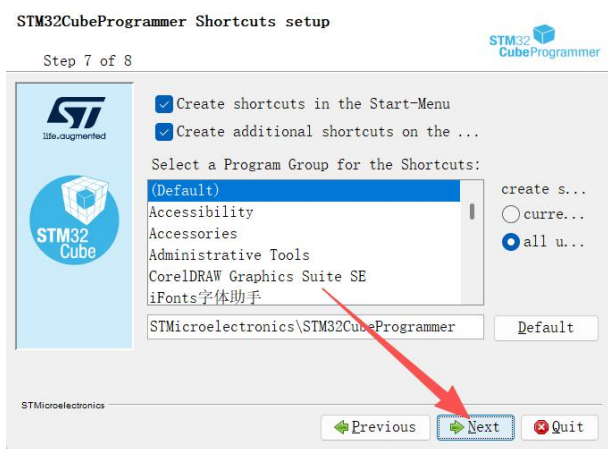 STM32CubeProgrammer Shortcuts setup
Step 7 of 8
STM32
CubeProgrammer
ST
life.augmented
STM32
Cube
Create shortcuts in the Start-Menu
Create additional shortcuts on the ...
Select a Program Group for the Shortcuts:
(Default)
Accessibility
Accessories
Administrative Tools
CorelDRAW Graphics Suite SE
iFonts字体助手
create s...
curre...
all u...
STMicroelectronics\STM32CubeProgrammer
Default
STMicroelectronics
Previous
Next
Quit